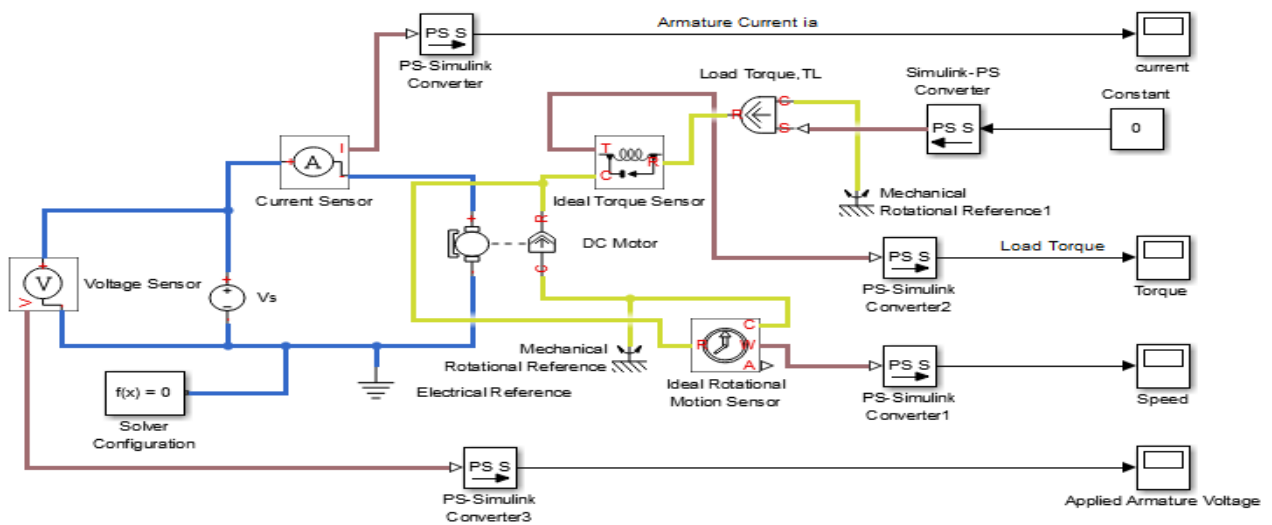 Armature Current ia
PS S
PS-Simulink
Converter
current
Load Torque,TL
Simulink-PS
Converter
Constant
R
C
S
PS S
0
I
A
+
-
Current Sensor
T
R
C
Ideal Torque Sensor
Mechanical
Rotational Reference1
+
R
DC Motor
C
-
Load Torque
PS S
PS-Simulink
Converter2
Torque
+
V
-
V
Voltage Sensor
+
+
-
-
Vs
Mechanical
Rotational Reference
C
R
W
A
Ideal Rotational
Motion Sensor
PS S
PS-Simulink
Converter1
Speed
f(x) = 0
Solver
Configuration
Electrical Reference
PS S
PS-Simulink
Converter3
Applied Armature Voltage